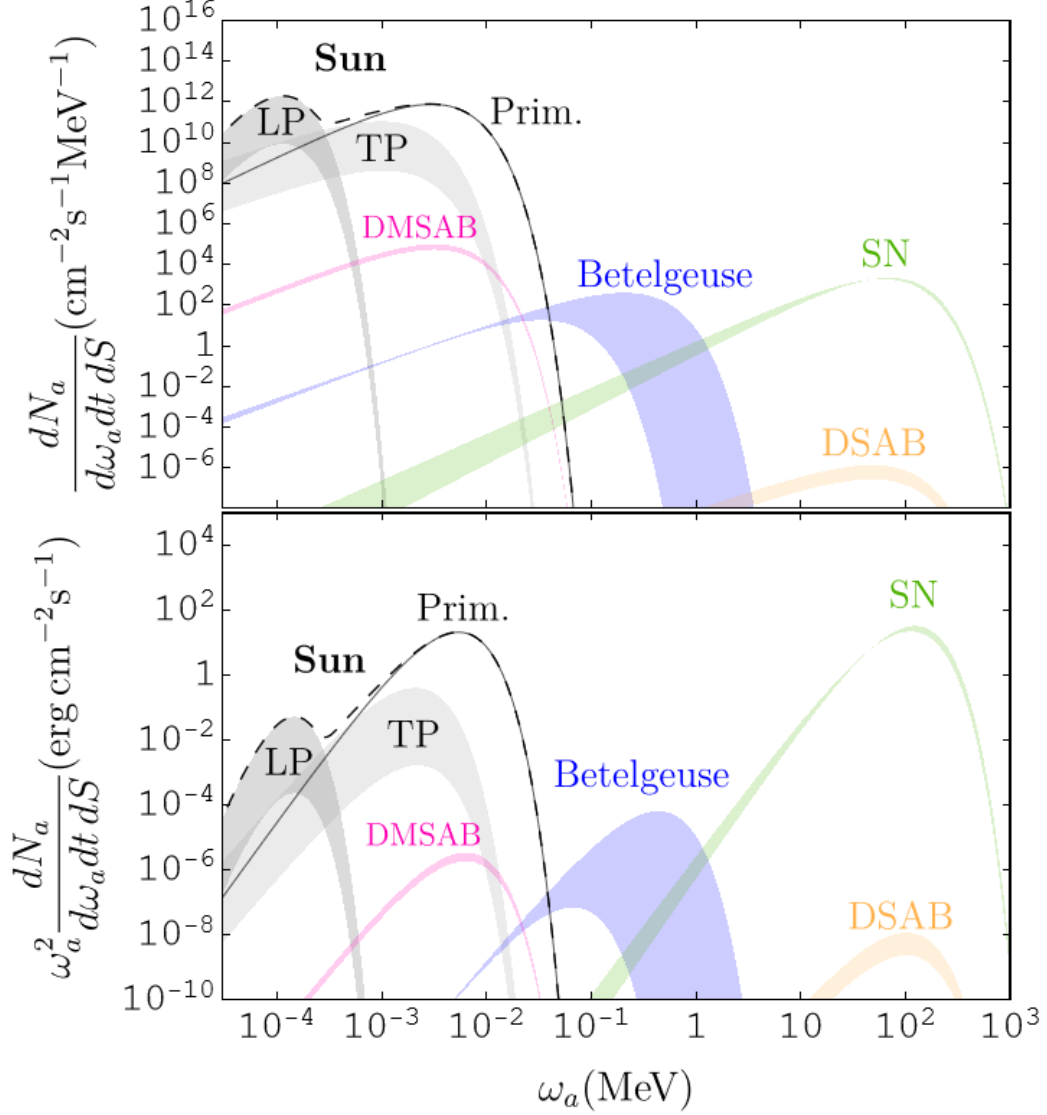 10^16
10^14
10^12
10^10
10^8
10^6
10^4
10^2
1
10^−2
10^−4
10^−6
dN_a / dω_a dt dS (cm^−2 s^−1 MeV^−1)
Sun
LP
TP
Prim.
DMSAB
Betelgeuse
SN
DSAB
10^4
10^2
1
10^−2
10^−4
10^−6
10^−8
10^−10
ω_a^2 dN_a / dω_a dt dS (erg cm^−2 s^−1)
Prim.
Sun
LP
TP
DMSAB
Betelgeuse
SN
DSAB
10^−4 10^−3 10^−2 10^−1 1 10 10^2 10^3
ω_a(MeV)